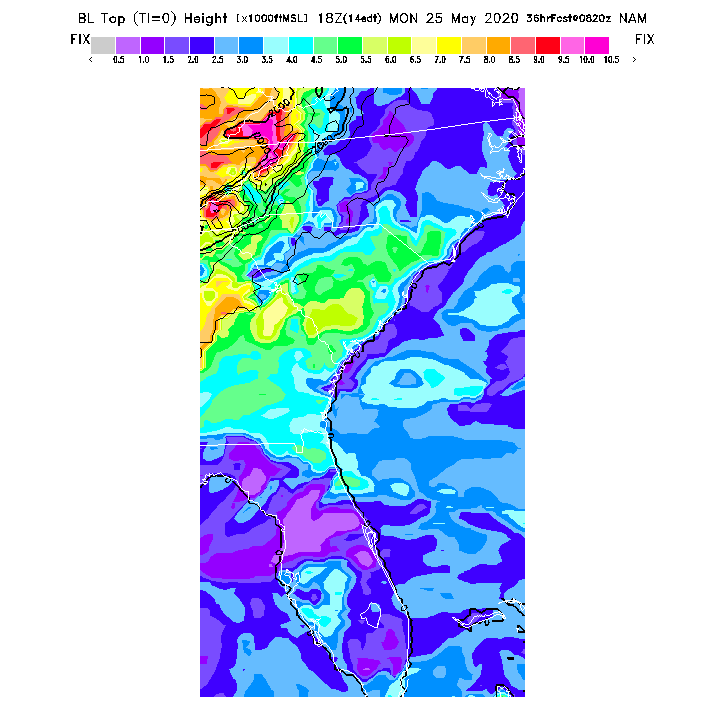 BL Top (TI=0) Height [x1000ftMSL] 18Z(14edt) MON 25 May 2020 36hrFcst@0820z NAM
FIX FIX
< 0.5 1.0 1.5 2.0 2.5 3.0 3.5 4.0 4.5 5.0 5.5 6.0 6.5 7.0 7.5 8.0 8.5 9.0 9.5 10.0 10.5 >
2000